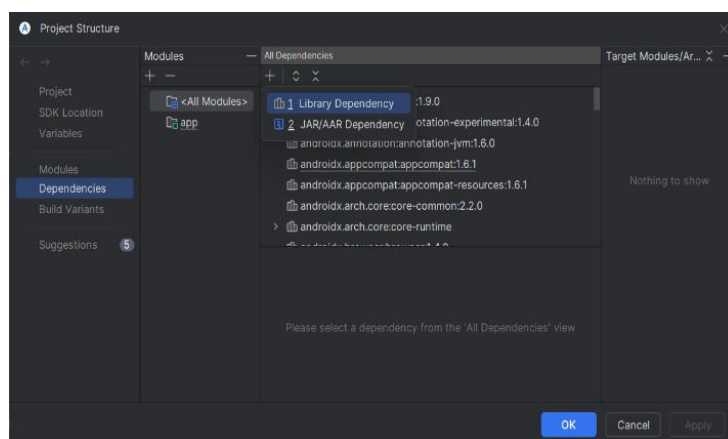 Project Structure
Modules
All Dependencies
Target Modules/Ar...
Project
SDK Location
Variables
Modules
Dependencies
Build Variants
Suggestions 5
<All Modules>
app
1 Library Dependency
2 JAR/AAR Dependency
:1.9.0
otation-experimental:1.4.0
androidx.annotation:annotation-jvm:1.6.0
androidx.appcompat:appcompat:1.6.1
androidx.appcompat:appcompat-resources:1.6.1
androidx.arch.core:core-common:2.2.0
androidx.arch.core:core-runtime
Nothing to show
Please select a dependency from the 'All Dependencies' view
OK
Cancel
Apply